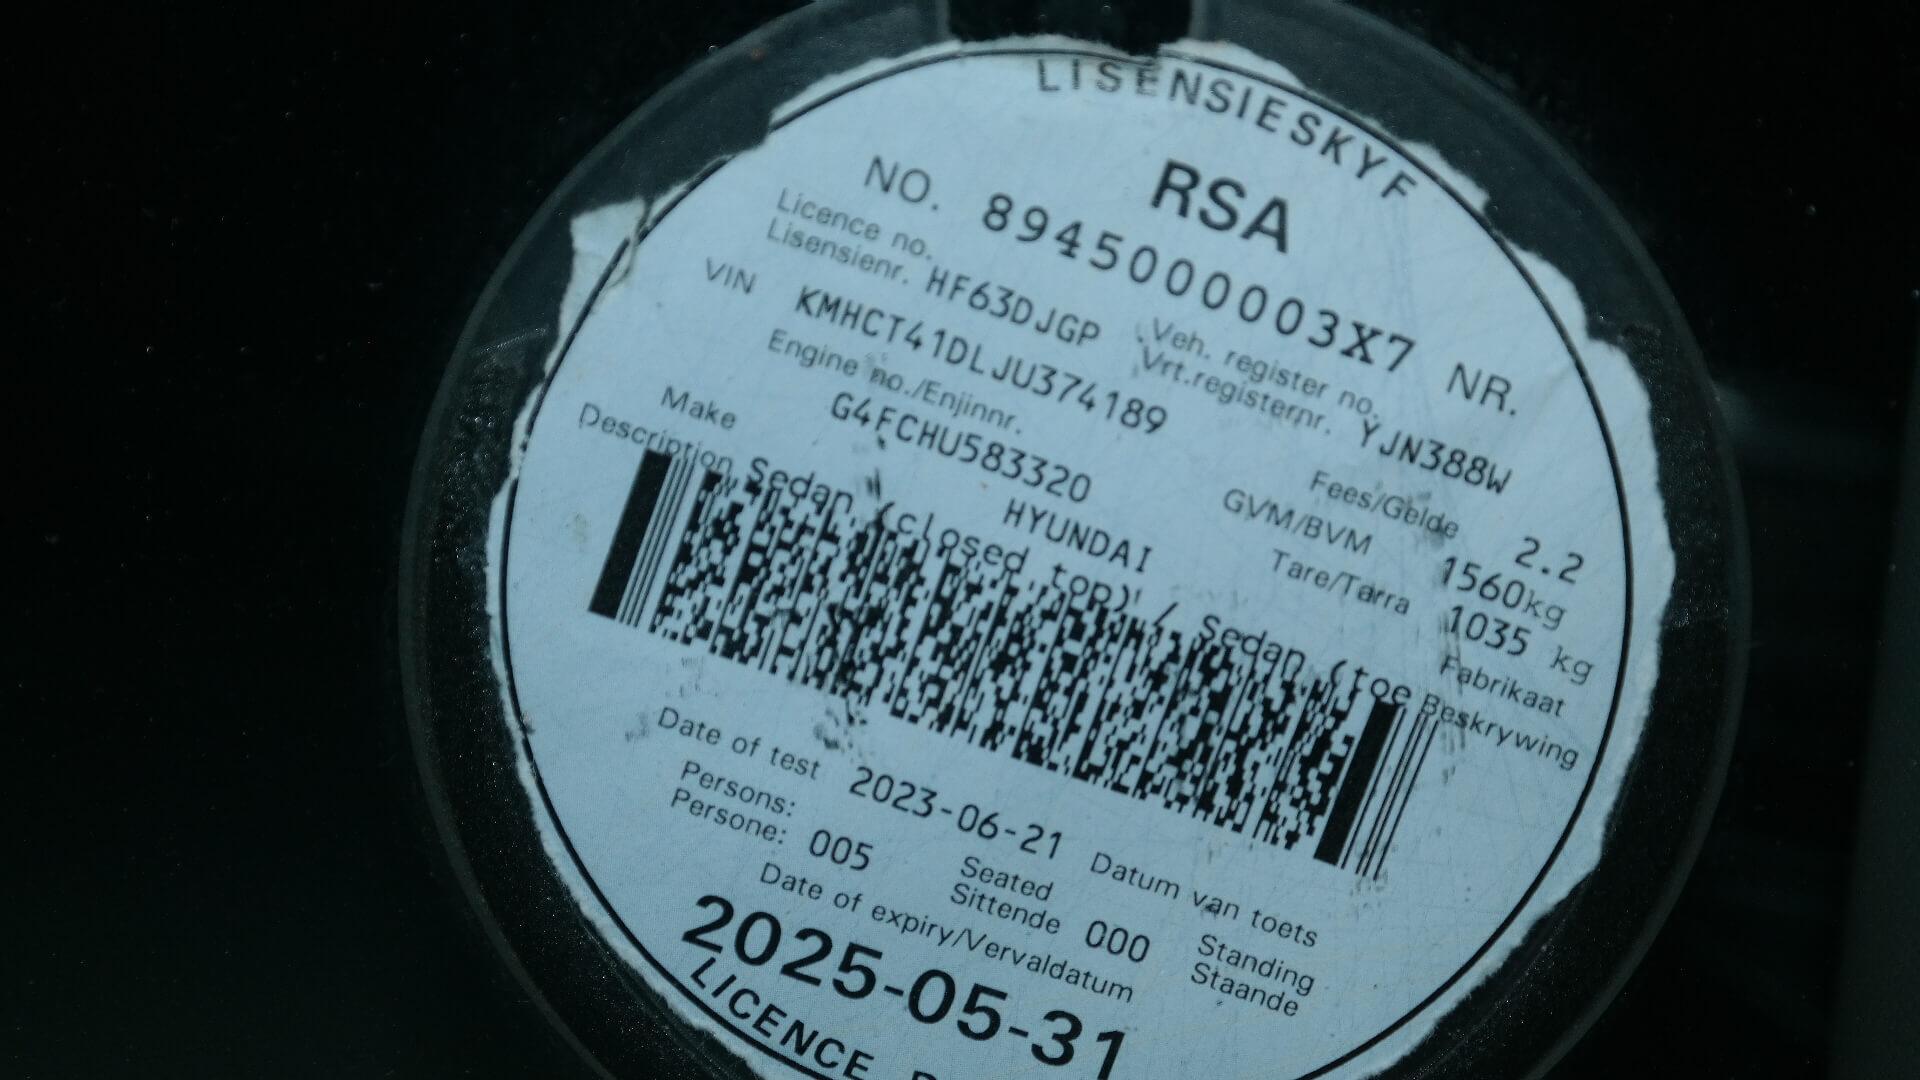 LISENSIESKYF
RSA
NO. 8945000003X7 NR.
Licence no.
Lisensienr. HF63DJGP
Veh. register no.
Vrt.registernr. YJN388W
VIN KMHCT41DLJU374189
Engine no./Enjinnr.
G4FCHU583320
Fees/Gelde 2.2
GVM/BVM 1560kg
Tare/Tarra 1035 kg
Make HYUNDAI Fabrikaat
Description Sedan (closed top) / Sedan (toe Beskrywing
Date of test 2023-06-21 Datum van toets
Persons:
Persone: 005
Seated
Sittende 000
Standing
Staande
Date of expiry/Vervaldatum
2025-05-31
LICENCE